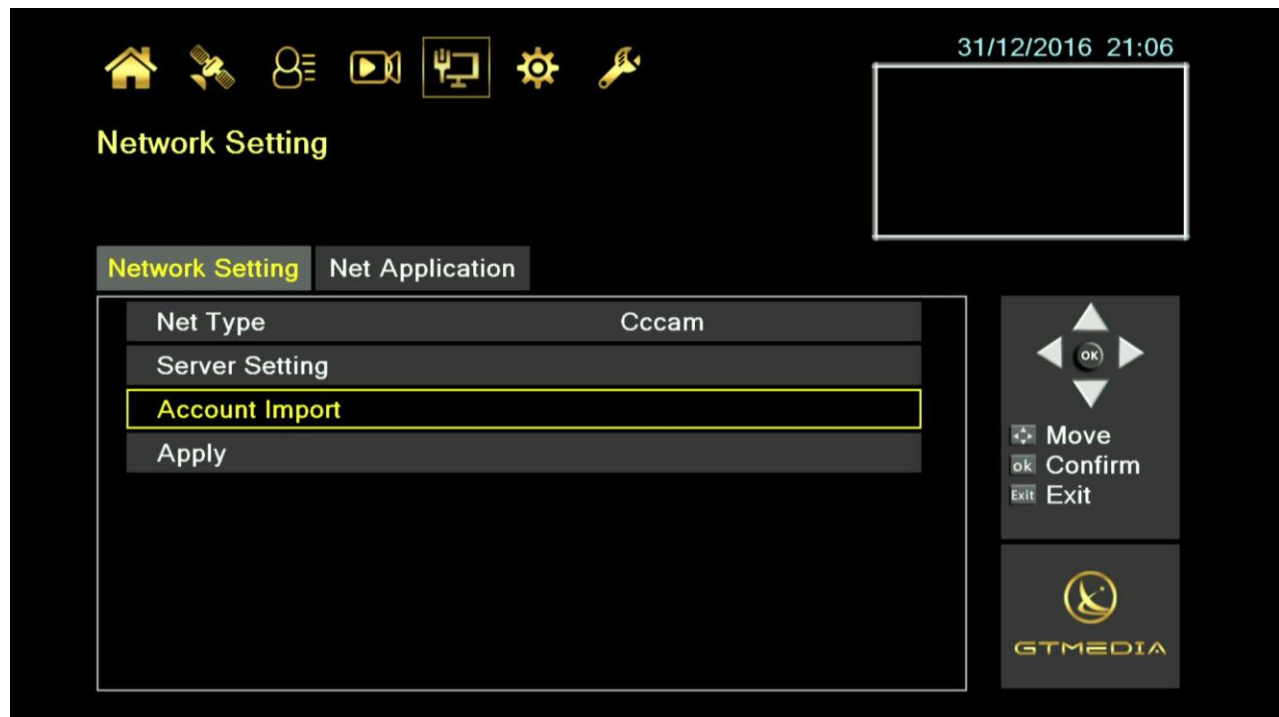 31/12/2016 21:06
Network Setting
Network Setting
Net Application
Net Type Cccam
Server Setting
Account Import
Apply
OK
Move
ok Confirm
Exit Exit
GTMEDIA